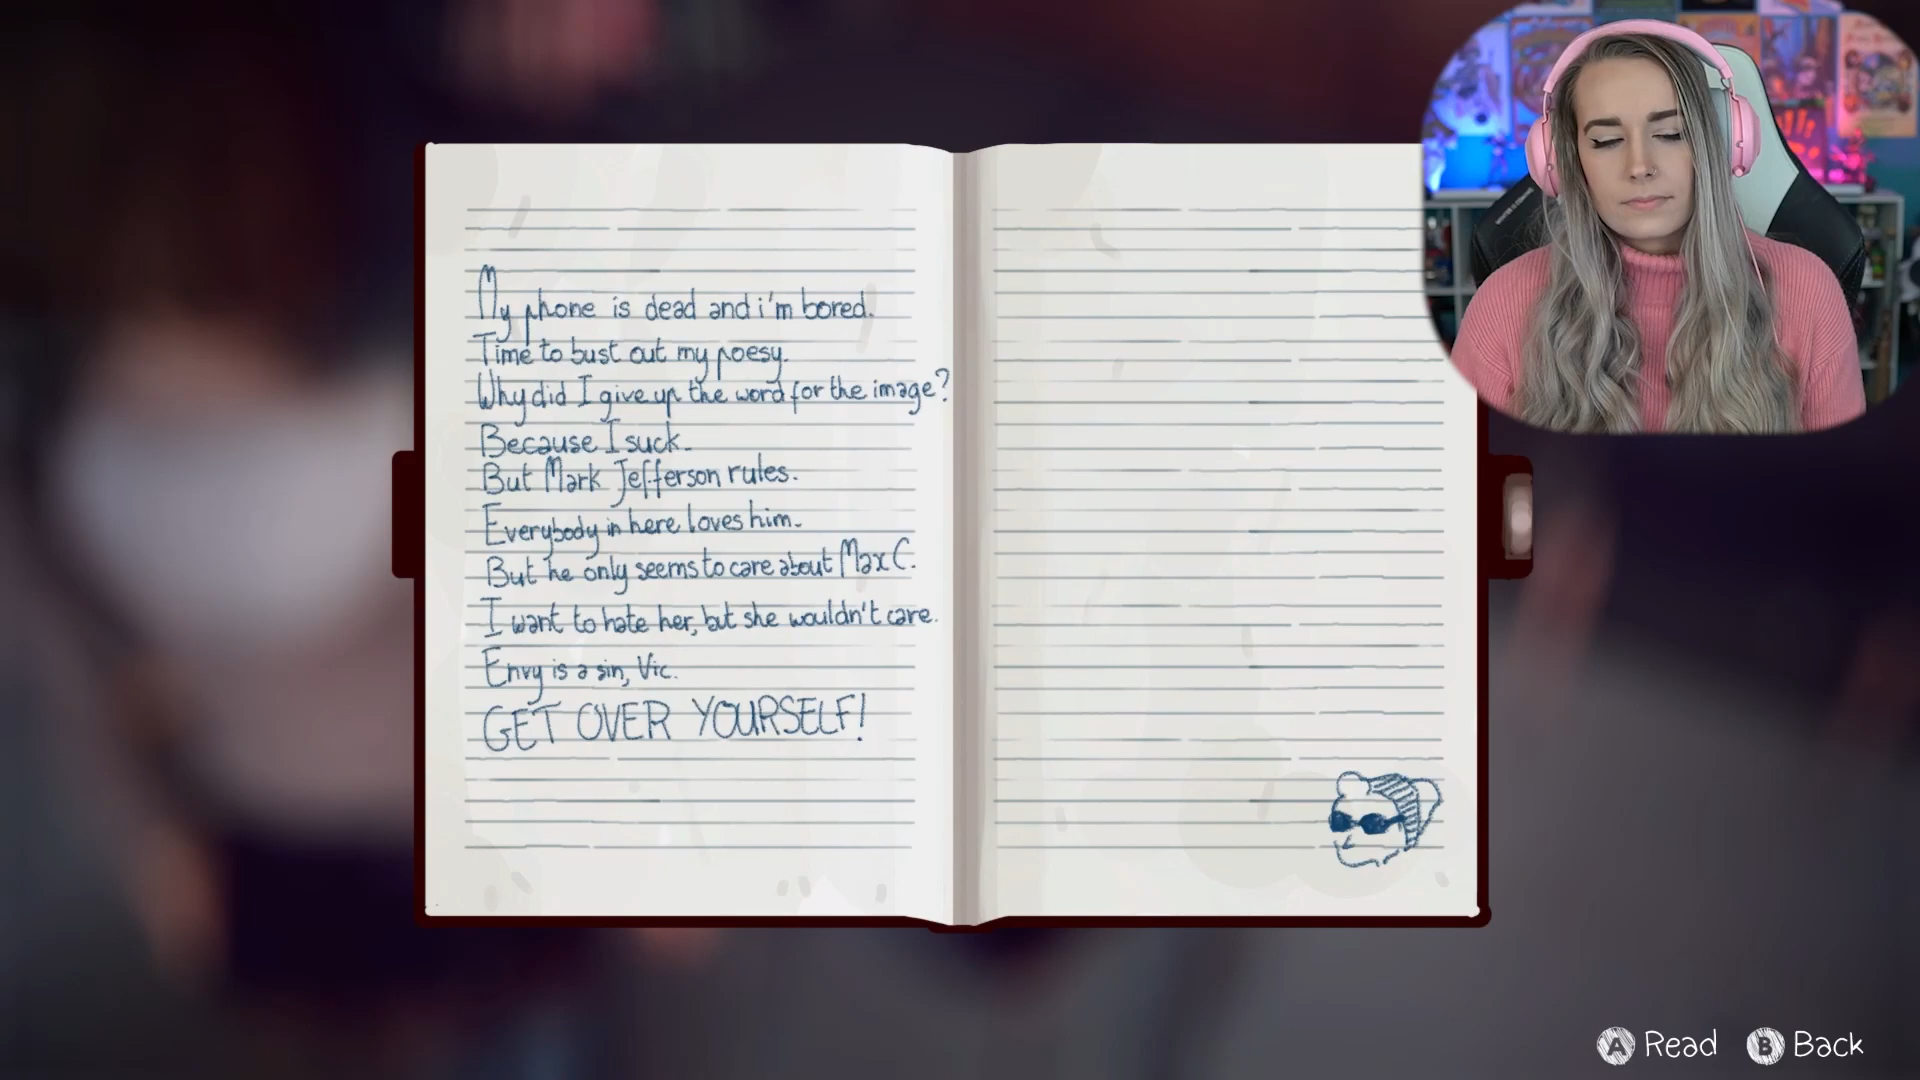 My phone is dead and i'm bored.
Time to bust out my poesy.
Why did I give up the word for the image?
Because I suck.
But Mark Jefferson rules.
Everybody in here loves him.
But he only seems to care about Max C.
I want to hate her, but she wouldn't care.
Envy is a sin, Vic.
GET OVER YOURSELF!
A Read B Back